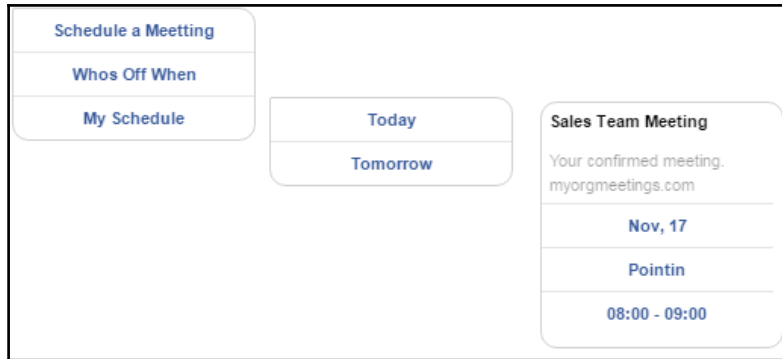 Schedule a Meetting
Whos Off When
My Schedule
Today
Tomorrow
Sales Team Meeting
Your confirmed meeting.
myorgmeetings.com
Nov, 17
Pointin
08:00 - 09:00